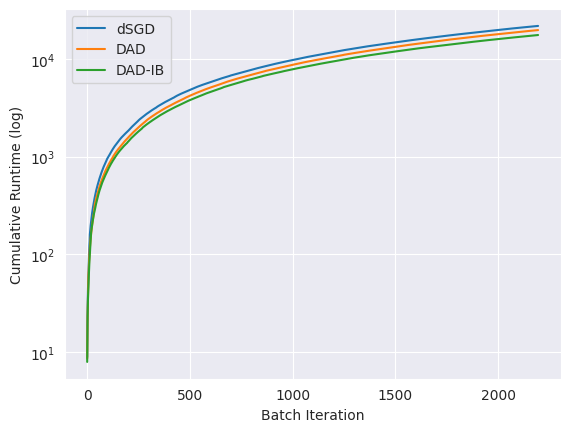 dSGD
DAD
DAD-IB
Cumulative Runtime (log)
10^4
10^3
10^2
10^1
0 500 1000 1500 2000
Batch Iteration